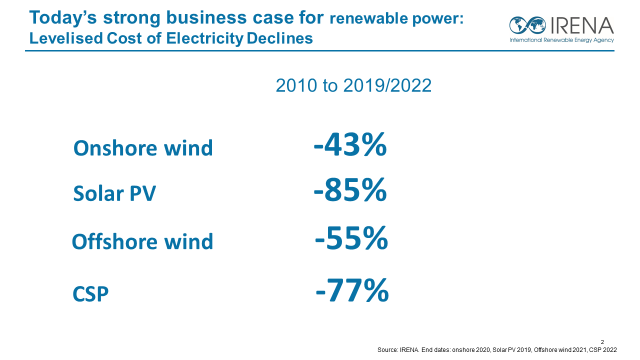 Today's strong business case for renewable power:
Levelised Cost of Electricity Declines
IRENA
International Renewable Energy Agency
2010 to 2019/2022
Onshore wind -43%
Solar PV -85%
Offshore wind -55%
CSP -77%
2
Source: IRENA. End dates: onshore 2020, Solar PV 2019, Offshore wind 2021, CSP 2022